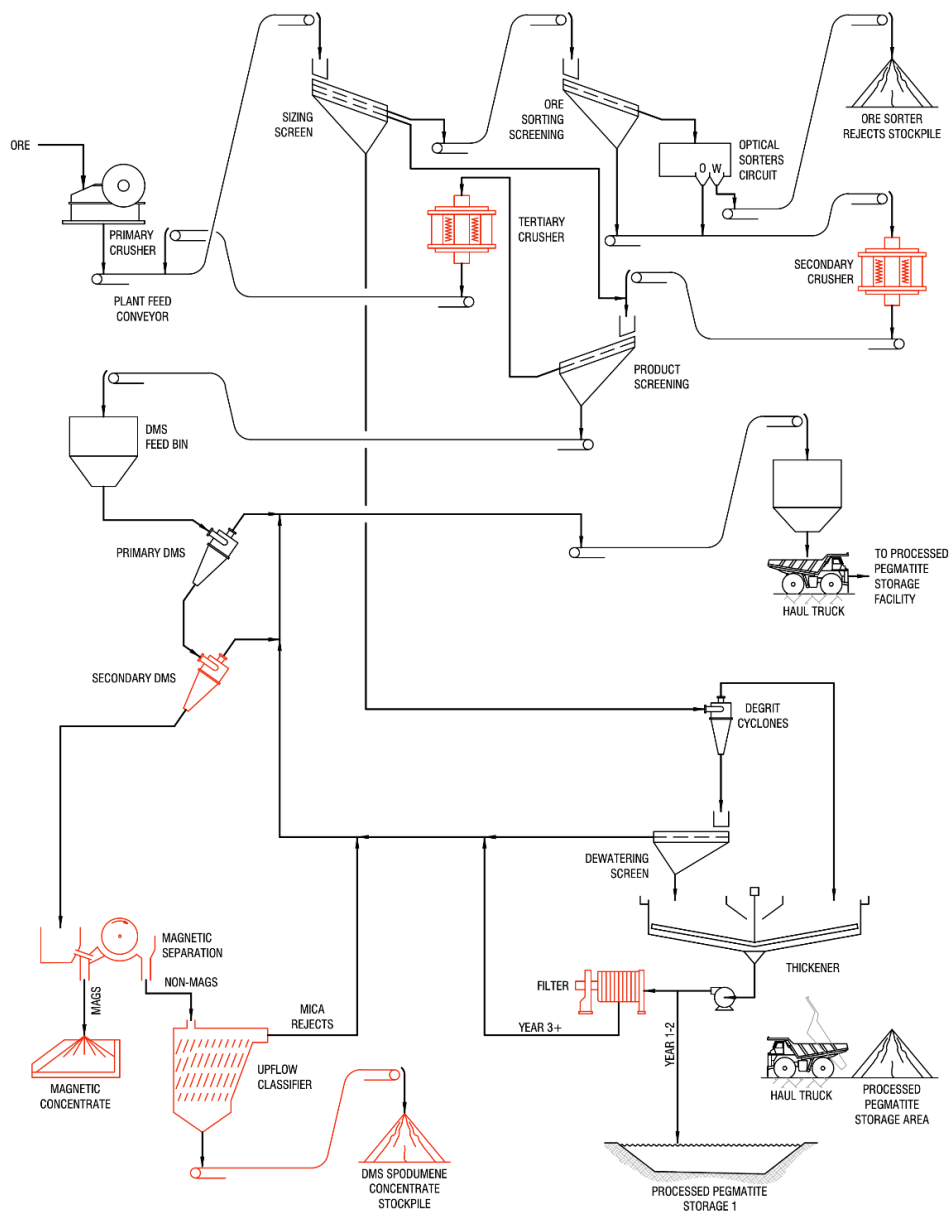 SIZING
SCREEN
ORE
SORTING
SCREENING
ORE SORTER
REJECTS STOCKPILE
ORE
OPTICAL
SORTERS
CIRCUIT
O W
PRIMARY
CRUSHER
TERTIARY
CRUSHER
SECONDARY
CRUSHER
PLANT FEED
CONVEYOR
PRODUCT
SCREENING
DMS
FEED BIN
PRIMARY DMS
TO PROCESSED
PEGMATITE
STORAGE
FACILITY
HAUL TRUCK
SECONDARY DMS
DEGRIT
CYCLONES
DEWATERING
SCREEN
MAGNETIC
SEPARATION
THICKENER
NON-MAGS
MAGS
FILTER
MICA
REJECTS
YEAR 3+
YEAR 1-2
UPFLOW
CLASSIFIER
MAGNETIC
CONCENTRATE
HAUL TRUCK
PROCESSED
PEGMATITE
STORAGE AREA
DMS SPODUMENE
CONCENTRATE
STOCKPILE
PROCESSED PEGMATITE
STORAGE 1